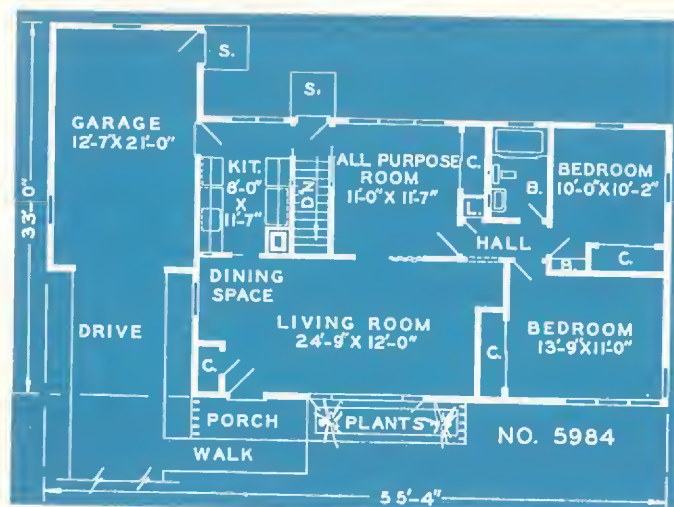 S.
S.
GARAGE
12'-7"X 21'-0"
KIT.
8'-0"
X
11'-7"
DN.
ALL PURPOSE
ROOM
11'-0" X 11'-7"
C.
L.
B.
BEDROOM
10'-0"X10'-2"
HALL
B.
C.
33'-0"
DINING
SPACE
DRIVE
LIVING ROOM
24'-9"X 12'-0"
C.
C.
BEDROOM
13'-9"X11'-0"
PORCH
PLANTS
NO. 5984
WALK
55'-4"